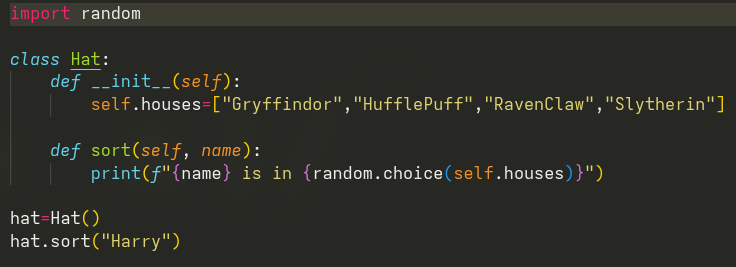 import random
class Hat:
    def __init__(self):
        self.houses=["Gryffindor","HufflePuff","RavenClaw","Slytherin"]
    def sort(self, name):
        print(f"{name} is in {random.choice(self.houses)}")
hat=Hat()
hat.sort("Harry")